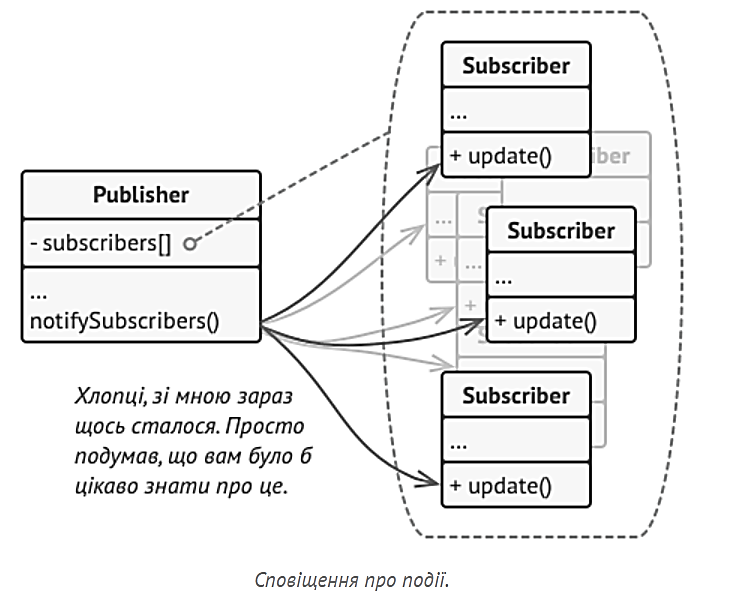 Subscriber
...
+ update()
iber
Publisher
- subscribers[]
...
notifySubscribers()
...
+
S
...
+
Subscriber
...
+ update()
S
Хлопці, зі мною зараз
щось сталося. Просто
подумав, що вам було б
цікаво знати про це.
Subscriber
...
+ update()
Сповіщення про події.